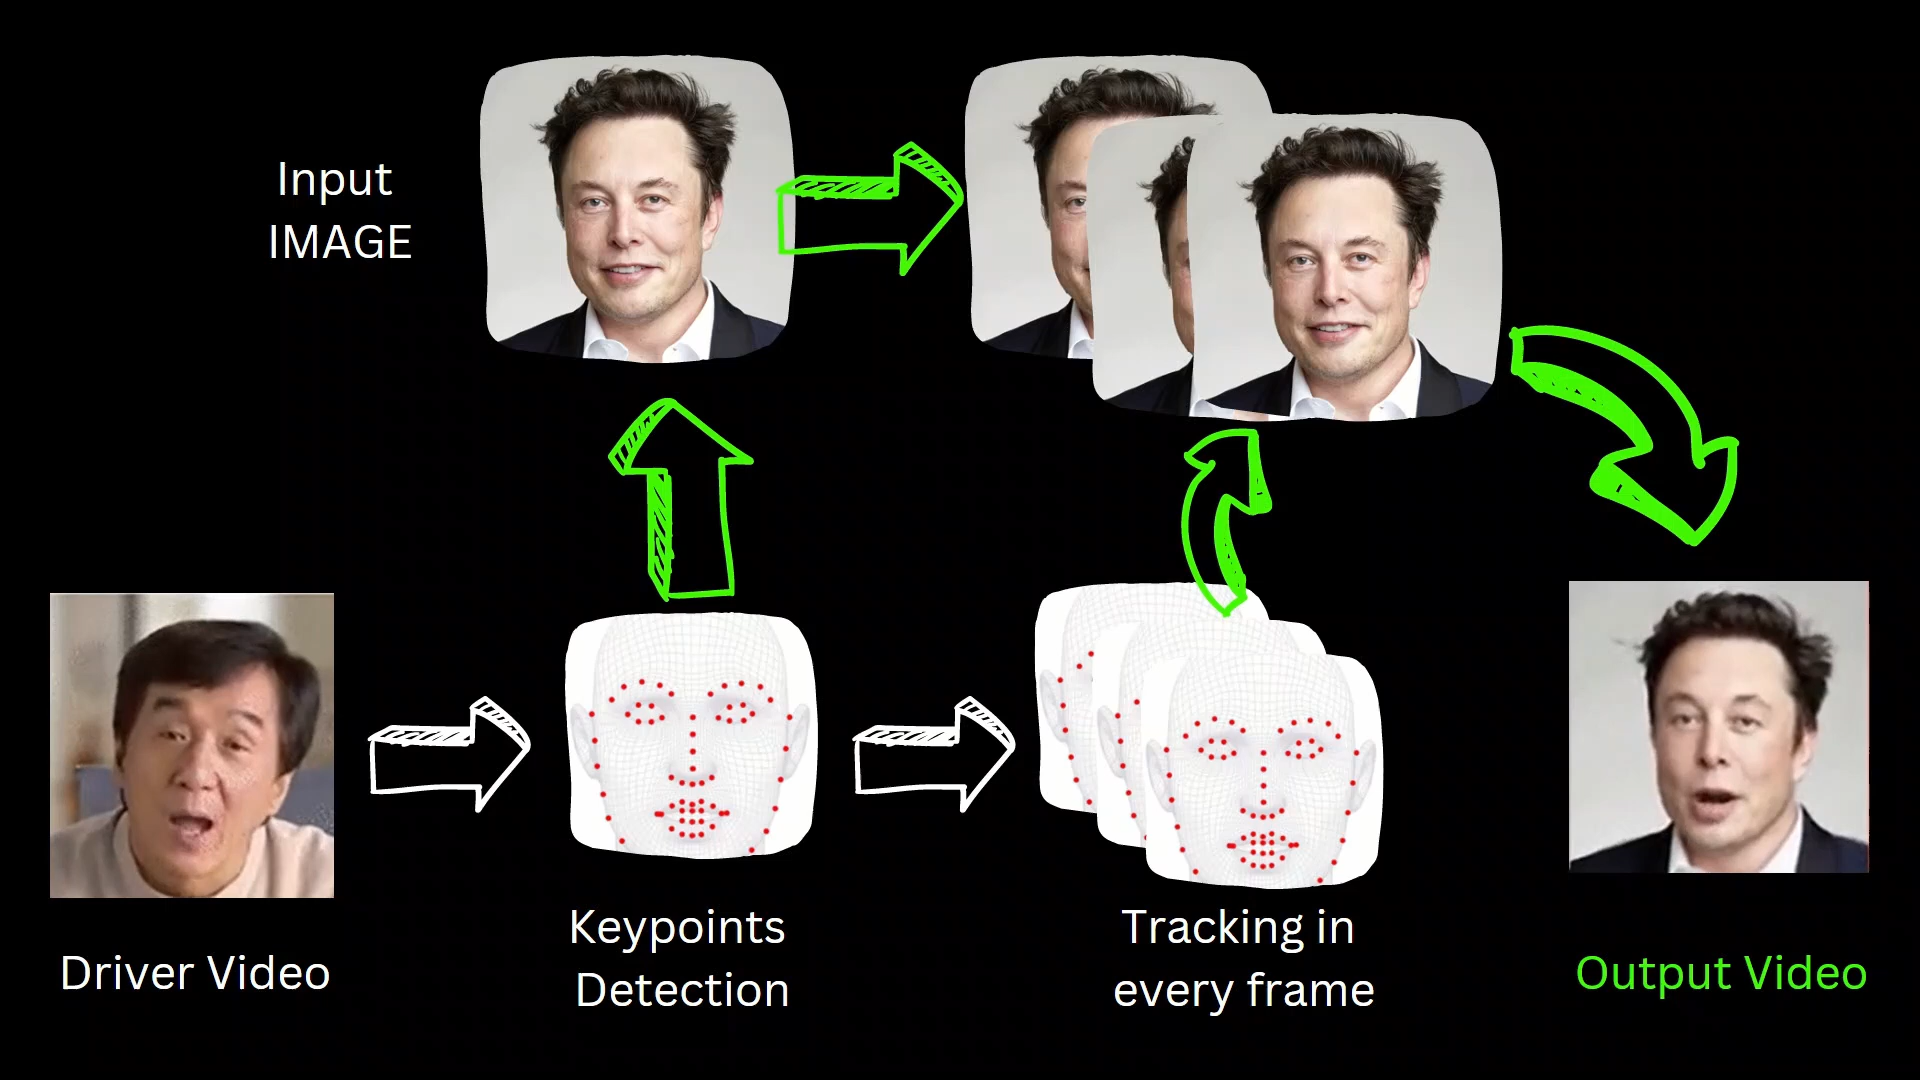 Input
IMAGE
Driver Video
Keypoints
Detection
Tracking in
every frame
Output Video